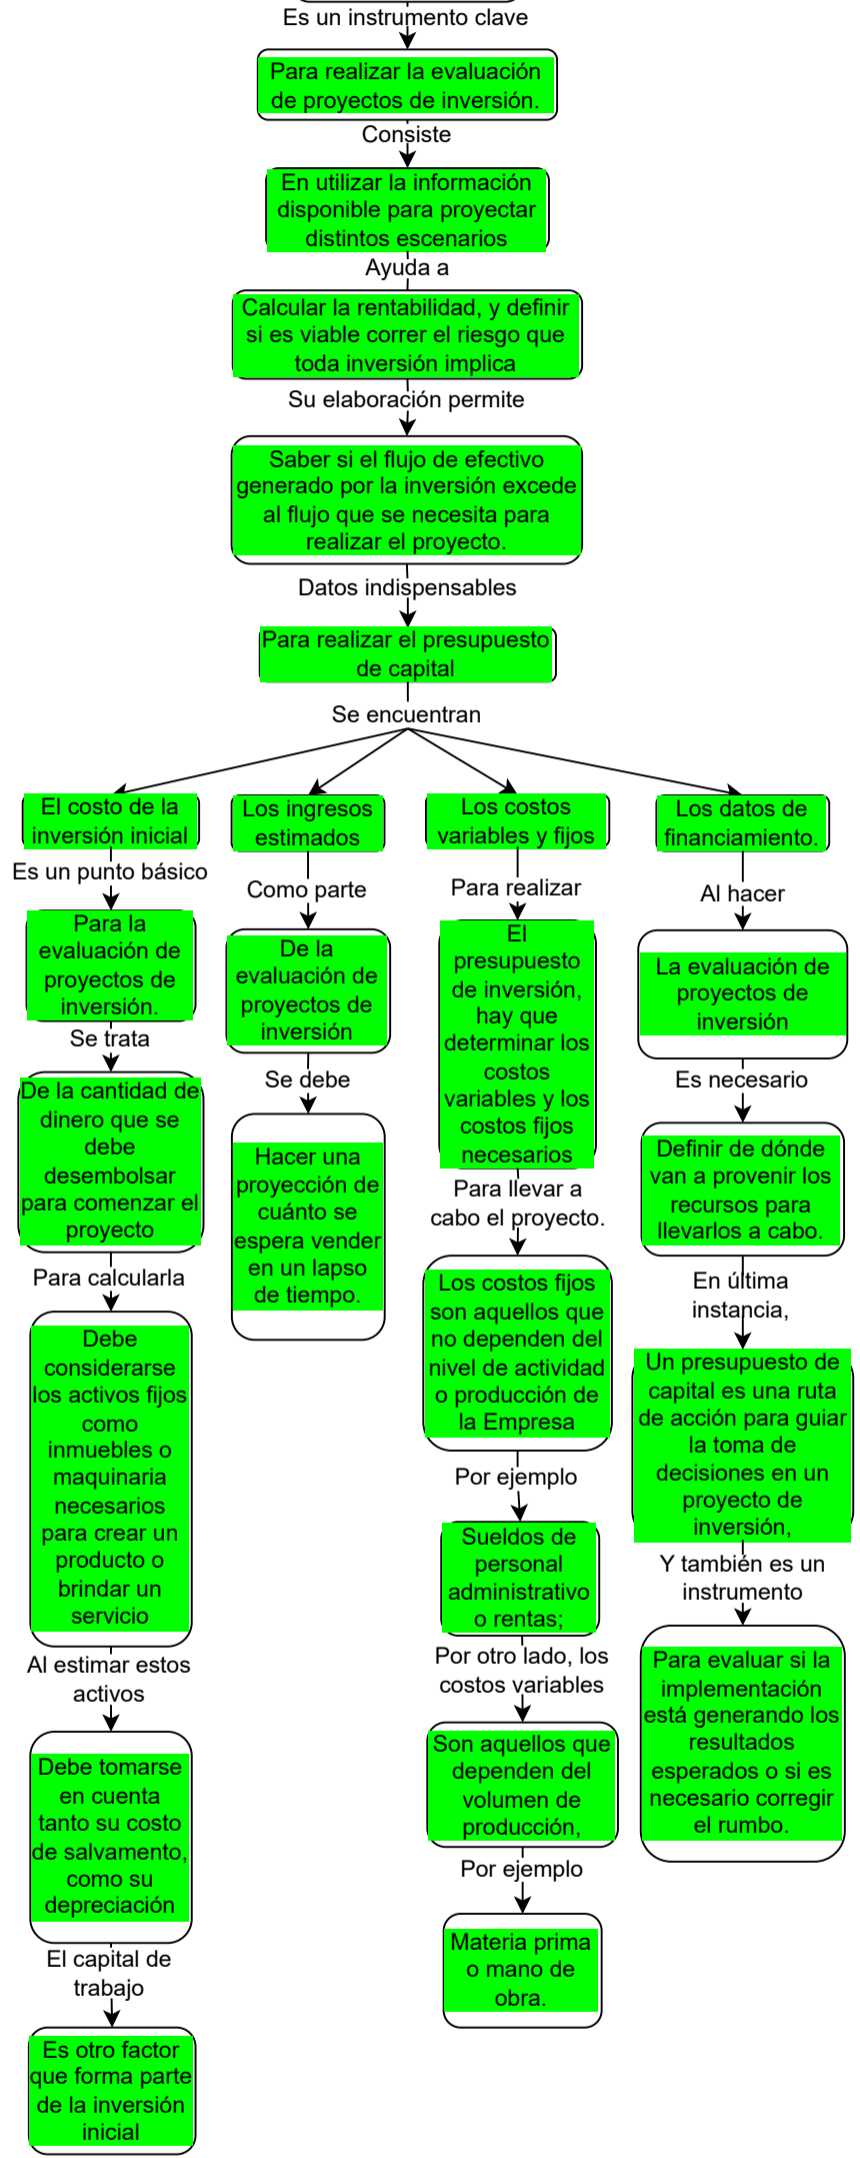 Es un instrumento clave
Para realizar la evaluación
de proyectos de inversión.
Consiste
En utilizar la información
disponible para proyectar
distintos escenarios
Ayuda a
Calcular la rentabilidad, y definir
si es viable correr el riesgo que
toda inversión implica
Su elaboración permite
Saber si el flujo de efectivo
generado por la inversión excede
al flujo que se necesita para
realizar el proyecto.
Datos indispensables
Para realizar el presupuesto
de capital
Se encuentran
El costo de la
inversión inicial
Es un punto básico
Para la
evaluación de
proyectos de
inversión.
Se trata
De la cantidad de
dinero que se
debe
desembolsar
para comenzar el
proyecto
Para calcularla
Debe
considerarse
los activos fijos
como
inmuebles o
maquinaria
necesarios
para crear un
producto o
brindar un
servicio
Al estimar estos
activos
Debe tomarse
en cuenta
tanto su costo
de salvamento,
como su
depreciación
El capital de
trabajo
Es otro factor
que forma parte
de la inversión
inicial
Los ingresos
estimados
Como parte
De la
evaluación de
proyectos de
inversión
Se debe
Hacer una
proyección de
cuánto se
espera vender
en un lapso
de tiempo.
Los costos
variables y fijos
Para realizar
El
presupuesto
de inversión,
hay que
determinar los
costos
variables y los
costos fijos
necesarios
Para llevar a
cabo el proyecto.
Los costos fijos
son aquellos que
no dependen del
nivel de actividad
o producción de
la Empresa
Por ejemplo
Sueldos de
personal
administrativo
o rentas;
Por otro lado, los
costos variables
Son aquellos que
dependen del
volumen de
producción,
Por ejemplo
Materia prima
o mano de
obra.
Los datos de
financiamiento.
Al hacer
La evaluación de
proyectos de
inversión
Es necesario
Definir de dónde
van a provenir los
recursos para
llevarlos a cabo.
En última
instancia,
Un presupuesto de
capital es una ruta
de acción para guiar
la toma de
decisiones en un
proyecto de
inversión,
Y también es un
instrumento
Para evaluar si la
implementación
está generando los
resultados
esperados o si es
necesario corregir
el rumbo.